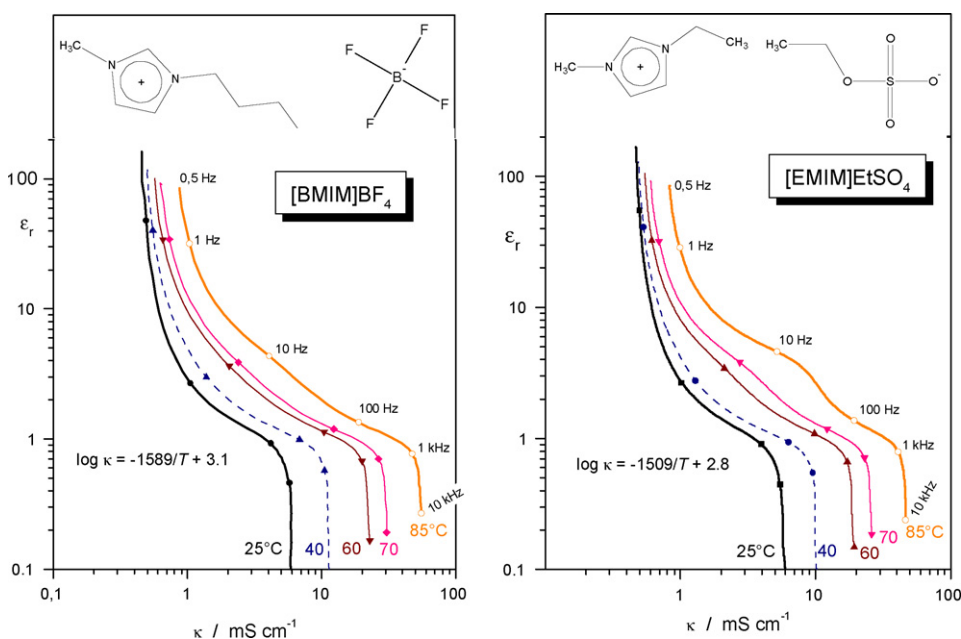 H₃C
N
+
N
F
F
B⁻
F
F
[BMIM]BF₄
εᵣ
100
10
1
0.1
0,5 Hz
1 Hz
10 Hz
100 Hz
1 kHz
10 kHz
log κ = -1589/T + 3.1
25°C
40
60
70
85°C
0,1
1
10
100
κ / mS cm⁻¹
N
CH₃
H₃C
N
+
O
O
S
O⁻
O
[EMIM]EtSO₄
εᵣ
100
10
1
0.1
0,5 Hz
1 Hz
10 Hz
100 Hz
1 kHz
10 kHz
log κ = -1509/T + 2.8
25°C
40
60
70
85°C
1
10
100
κ / mS cm⁻¹